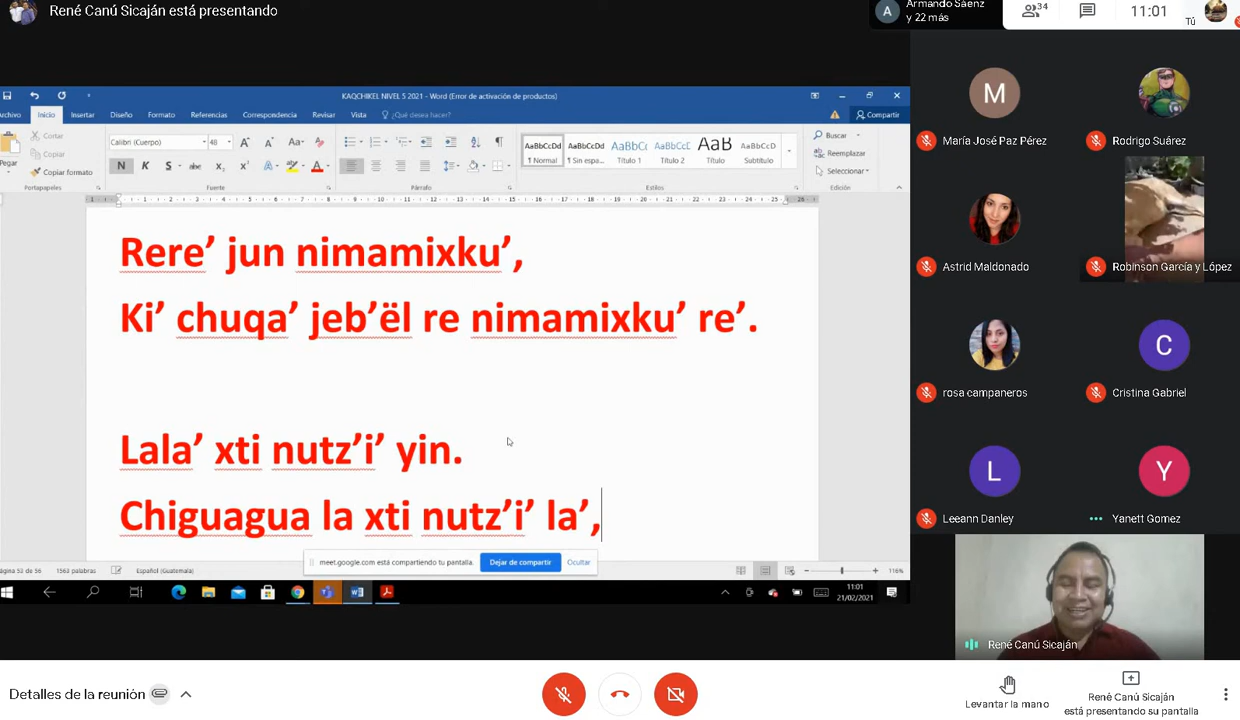 René Canú Sicaján está presentando
Armando Sáenz
y 22 más
34
11:01
Tú
KAQCHIKEL NIVEL 5 2021 - Word (Error de activación de productos)
Archivo Inicio Insertar Diseño Formato Referencias Correspondencia Revisar Vista ¿Qué desea hacer? Compartir
Pegar
Cortar
Copiar
Copiar formato
Portapapeles
Calibri (Cuerpo) 48
N K S abc
Fuente
Párrafo
AaBbCcDd AaBbCcDd AaBbCc AaBbCcC AaB AaBbCcD
¶ Normal ¶ Sin espa... Título 1 Título 2 Título Subtítulo
Estilos
Buscar
Reemplazar
Seleccionar
Edición
Rere’ jun nimamixku’,
Ki’ chuqa’ jeb’ël re nimamixku’ re’.
Lala’ xti nutz’i’ yin.
Chiguagua la xti nutz’i’ la’,
meet.google.com está compartiendo tu pantalla. Dejar de compartir Ocultar
Página 53 de 56 1563 palabras Español (Guatemala) 116%
11:01
21/02/2021
M
María José Paz Pérez
Rodrigo Suárez
Astrid Maldonado
Robinson García y López
rosa campaneros
C
Cristina Gabriel
L
Leeann Danley
Y
Yanett Gomez
René Canú Sicaján
Detalles de la reunión
Levantar la mano
René Canú Sicaján
está presentando su pantalla